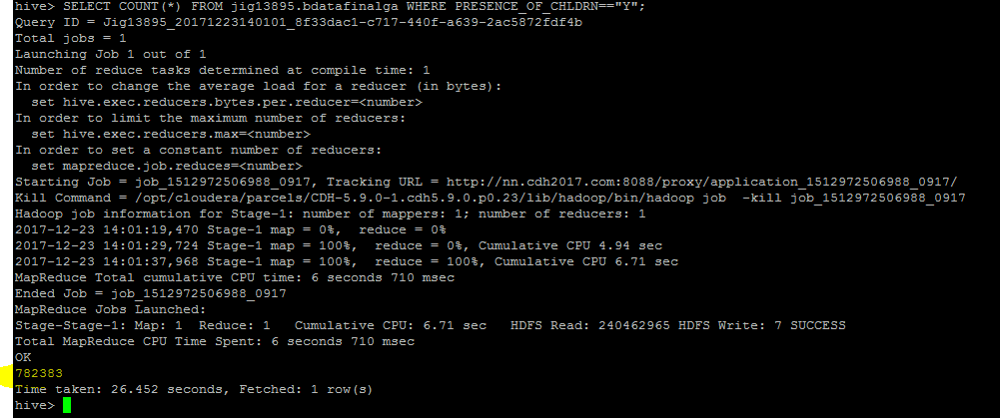 hive> SELECT COUNT(*) FROM jig13895.bdatafinalga WHERE PRESENCE_OF_CHLDRN=="Y";
Query ID = Jig13895_20171223140101_8f33dac1-c717-440f-a639-2ac5872fdf4b
Total jobs = 1
Launching Job 1 out of 1
Number of reduce tasks determined at compile time: 1
In order to change the average load for a reducer (in bytes):
  set hive.exec.reducers.bytes.per.reducer=<number>
In order to limit the maximum number of reducers:
  set hive.exec.reducers.max=<number>
In order to set a constant number of reducers:
  set mapreduce.job.reduces=<number>
Starting Job = job_1512972506988_0917, Tracking URL = http://nn.cdh2017.com:8088/proxy/application_1512972506988_0917/
Kill Command = /opt/cloudera/parcels/CDH-5.9.0-1.cdh5.9.0.p0.23/lib/hadoop/bin/hadoop job  -kill job_1512972506988_0917
Hadoop job information for Stage-1: number of mappers: 1; number of reducers: 1
2017-12-23 14:01:19,470 Stage-1 map = 0%,  reduce = 0%
2017-12-23 14:01:29,724 Stage-1 map = 100%,  reduce = 0%, Cumulative CPU 4.94 sec
2017-12-23 14:01:37,968 Stage-1 map = 100%,  reduce = 100%, Cumulative CPU 6.71 sec
MapReduce Total cumulative CPU time: 6 seconds 710 msec
Ended Job = job_1512972506988_0917
MapReduce Jobs Launched:
Stage-Stage-1: Map: 1  Reduce: 1   Cumulative CPU: 6.71 sec   HDFS Read: 240462965 HDFS Write: 7 SUCCESS
Total MapReduce CPU Time Spent: 6 seconds 710 msec
OK
782383
Time taken: 26.452 seconds, Fetched: 1 row(s)
hive>